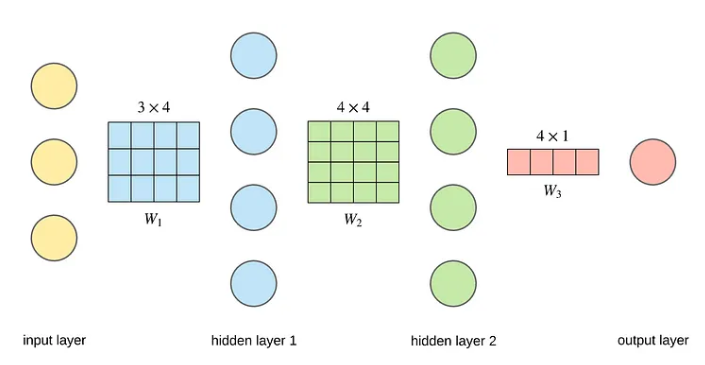 3 × 4
4 × 4
4 × 1
W₁
W₂
W₃
input layer
hidden layer 1
hidden layer 2
output layer